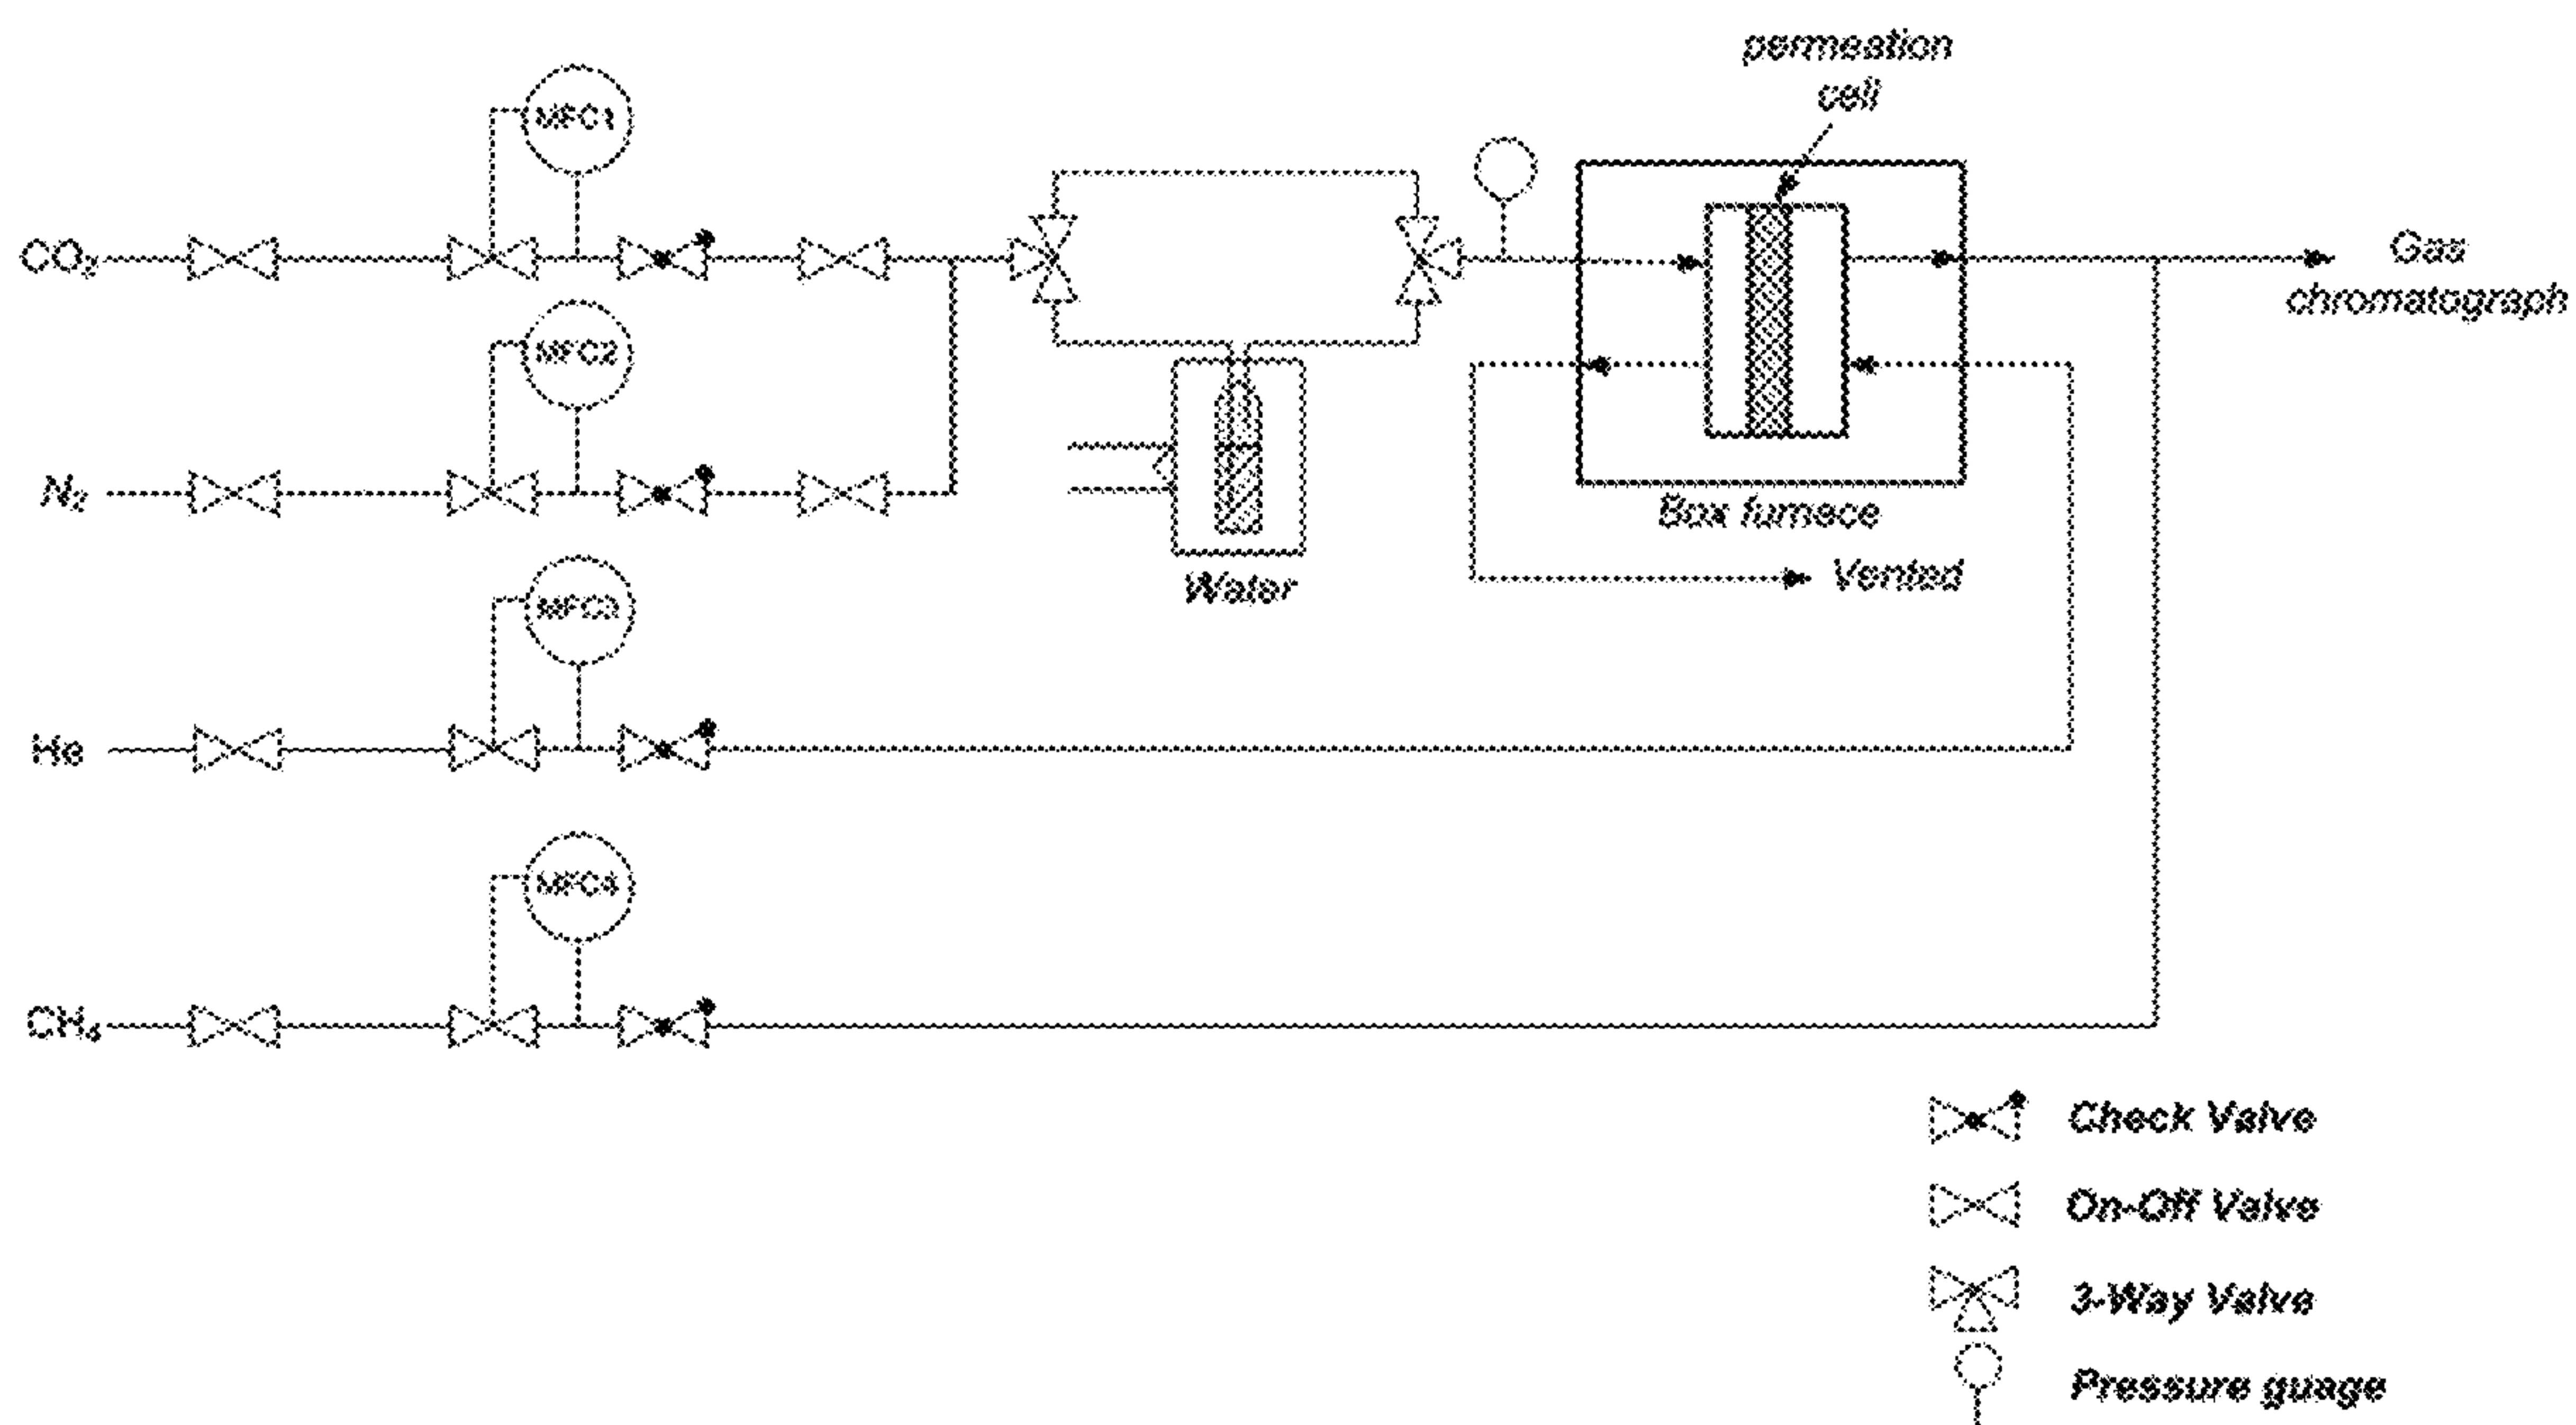 permeation
cell
MFC1
CO₂
Gas
chromatograph
MFC2
N₂
Box furnece
Water
Vented
MFC3
He
MFC4
CH₄
Check Valve
On-Off Valve
3-Way Valve
Pressure guage